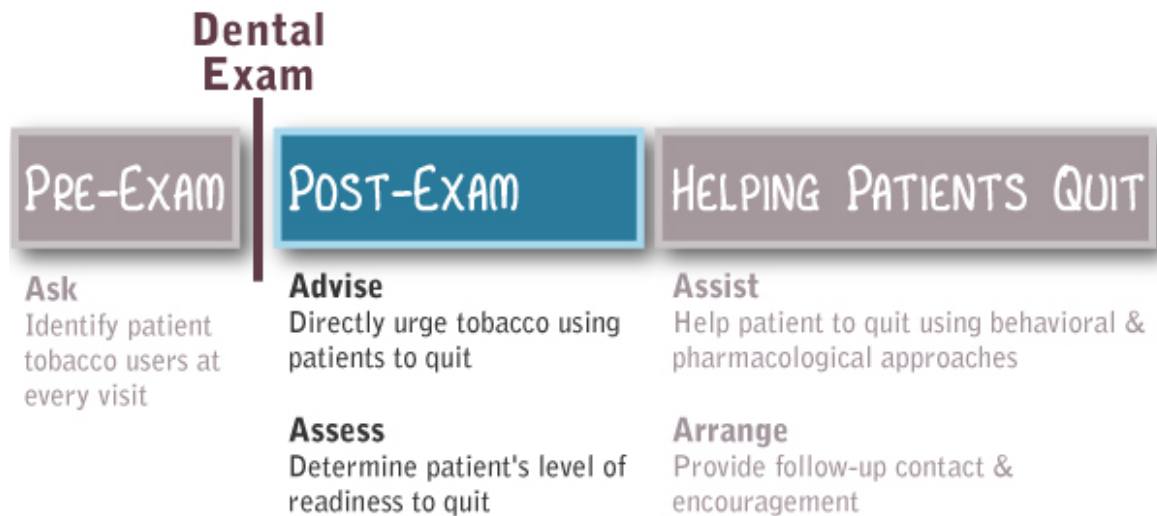 Dental
Exam
PRE-EXAM
Ask
Identify patient
tobacco users at
every visit
POST-EXAM
Advise
Directly urge tobacco using
patients to quit
Assess
Determine patient's level of
readiness to quit
HELPING PATIENTS QUIT
Assist
Help patient to quit using behavioral &
pharmacological approaches
Arrange
Provide follow-up contact &
encouragement